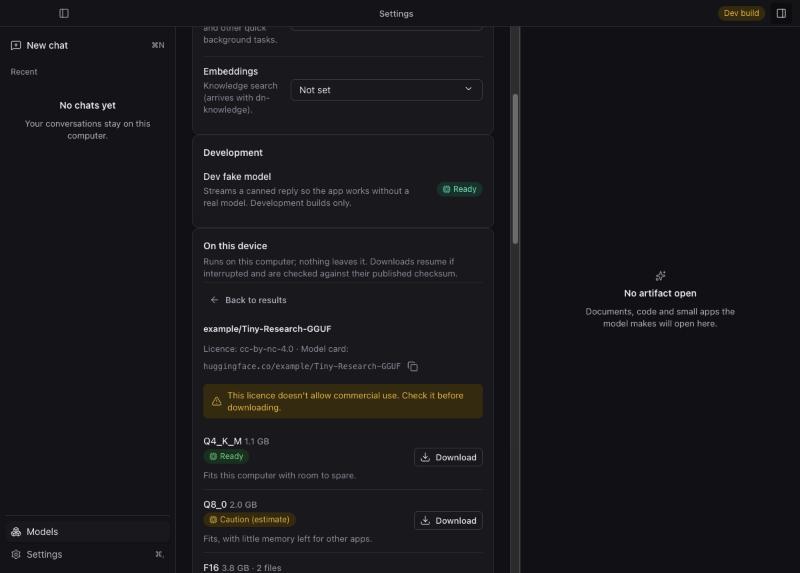 Settings
Dev build
New chat
⌘N
Recent
No chats yet
Your conversations stay on this
computer.
Models
Settings
⌘,
and other quick
background tasks.
Embeddings
Knowledge search
(arrives with dn-
knowledge).
Not set
Development
Dev fake model
Streams a canned reply so the app works without a
real model. Development builds only.
Ready
On this device
Runs on this computer; nothing leaves it. Downloads resume if
interrupted and are checked against their published checksum.
Back to results
example/Tiny-Research-GGUF
Licence: cc-by-nc-4.0 · Model card:
huggingface.co/example/Tiny-Research-GGUF
This licence doesn't allow commercial use. Check it before
downloading.
Q4_K_M 1.1 GB
Ready
Download
Fits this computer with room to spare.
Q8_0 2.0 GB
Caution (estimate)
Download
Fits, with little memory left for other apps.
F16 3.8 GB · 2 files
No artifact open
Documents, code and small apps the
model makes will open here.